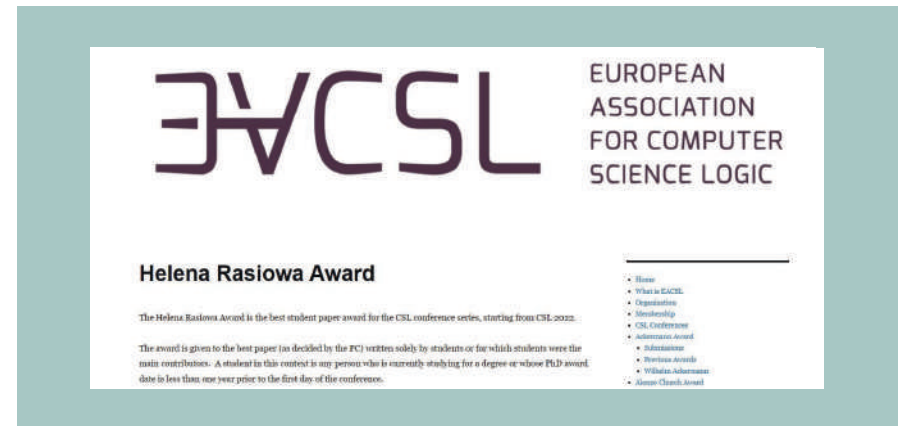 EACSL
EUROPEAN
ASSOCIATION
FOR COMPUTER
SCIENCE LOGIC
Helena Rasiowa Award
The Helena Rasiowa Award is the best student paper award for the CSL conference series, starting from CSL 2022.
The award is given to the best paper (as decided by the PC) written solely by students or for which students were the
main contributors. A student in this context is any person who is currently studying for a degree or whose PhD award
date is less than one year prior to the first day of the conference.
Home
What is EACSL
Organization
Membership
CSL Conferences
Ackermann Award
Submissions
Previous Awards
Wilhelm Ackermann
Alonzo Church Award